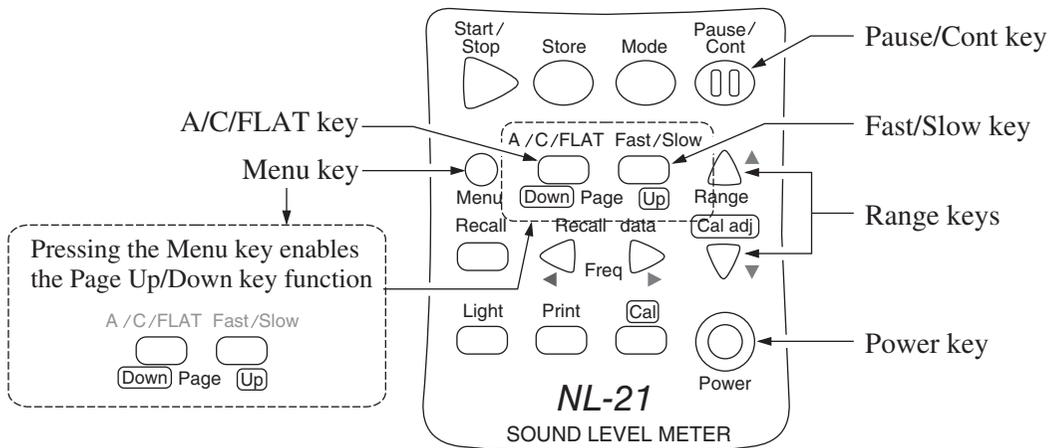 Start/
Stop
Store
Mode
Pause/
Cont
Pause/Cont key
A/C/FLAT key
A/C/FLAT Fast/Slow
Fast/Slow key
Menu key
Menu
Down Page Up
Range
Range keys
Recall
Recall data
Cal adj
Freq
Pressing the Menu key enables
the Page Up/Down key function
A/C/FLAT Fast/Slow
Down Page Up
Light
Print
Cal
Power key
Power
NL-21
SOUND LEVEL METER